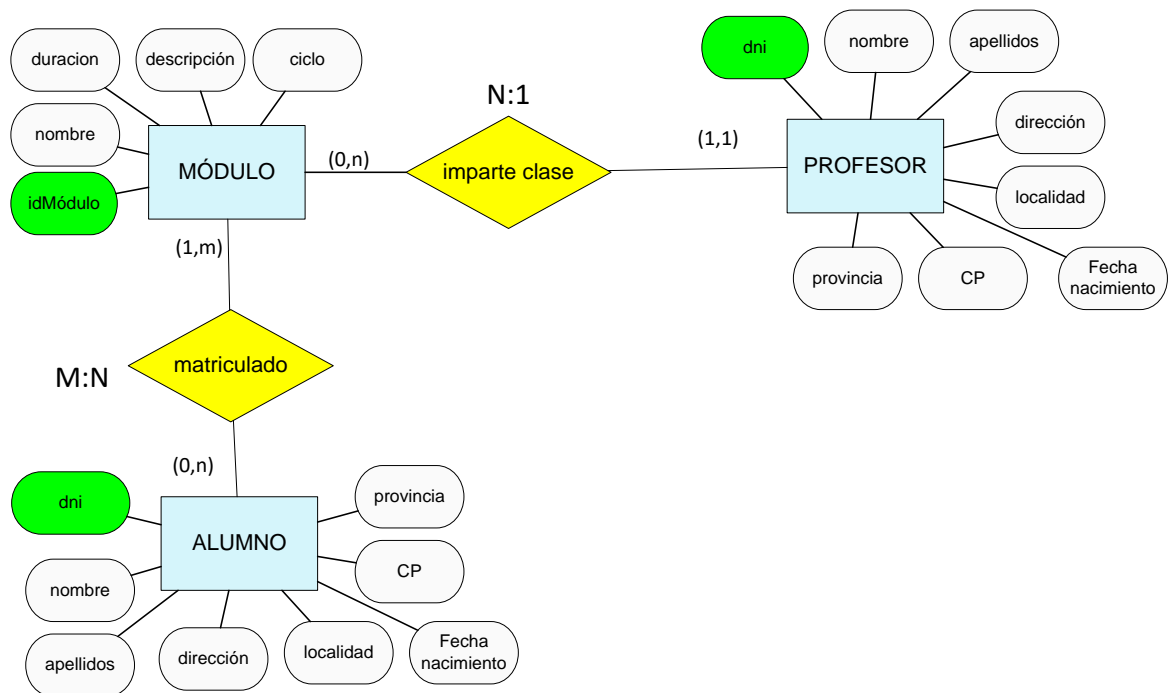 duracion
descripción
ciclo
nombre
idMódulo
MÓDULO
(0,n)
N:1
imparte clase
(1,1)
dni
nombre
apellidos
dirección
localidad
PROFESOR
provincia
CP
Fecha
nacimiento
(1,m)
matriculado
M:N
(0,n)
dni
provincia
ALUMNO
CP
nombre
apellidos
dirección
localidad
Fecha
nacimiento